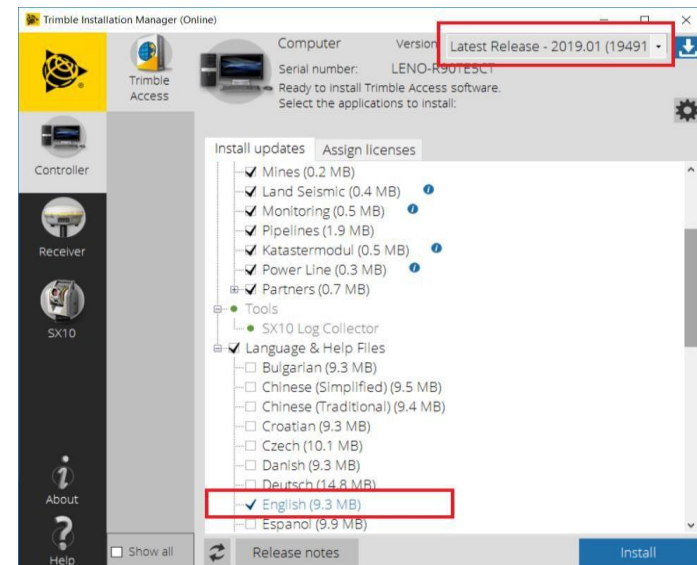 Trimble Installation Manager (Online)
Computer
Version
Latest Release - 2019.01 (19491
Serial number: LENO-R90TE5CT
Ready to install Trimble Access software.
Select the applications to install:
Trimble
Access
Install updates
Assign licenses
Controller
Receiver
SX10
About
Help
Mines (0.2 MB)
Land Seismic (0.4 MB)
Monitoring (0.5 MB)
Pipelines (1.9 MB)
Katastermodul (0.5 MB)
Power Line (0.3 MB)
Partners (0.7 MB)
Tools
SX10 Log Collector
Language & Help Files
Bulgarian (9.3 MB)
Chinese (Simplified) (9.5 MB)
Chinese (Traditional) (9.4 MB)
Croatian (9.3 MB)
Czech (10.1 MB)
Danish (9.3 MB)
Deutsch (14.8 MB)
English (9.3 MB)
Espanol (9.9 MB)
Show all
Release notes
Install